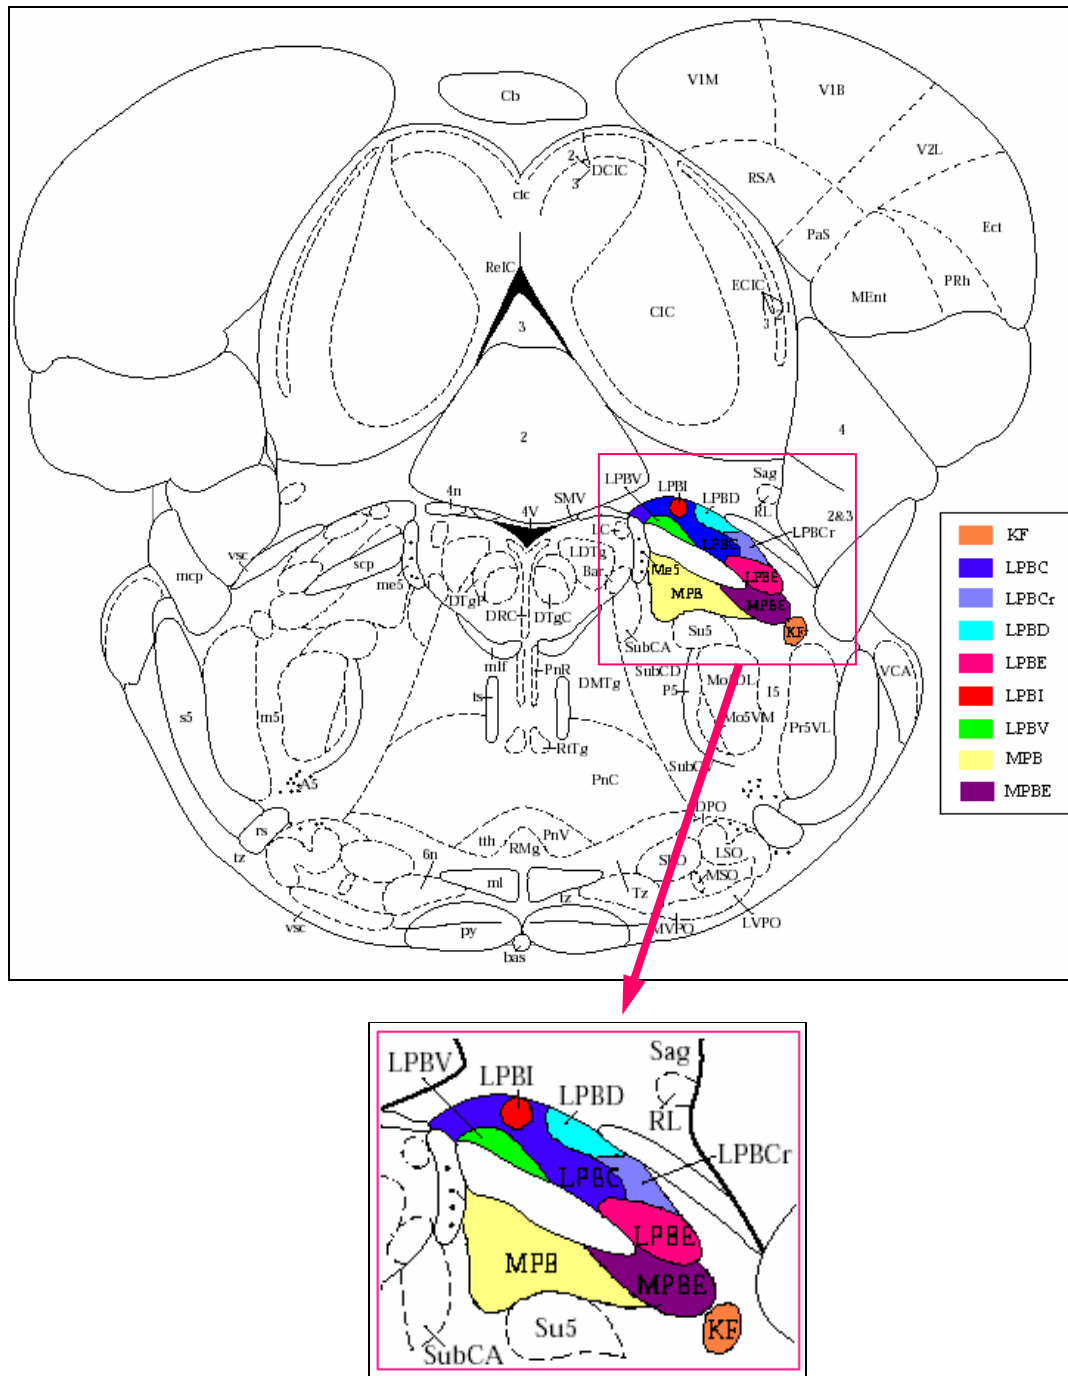 Cb
V1M
V1B
V2L
RSA
Ect
PaS
PRh
MEnt
2
DCIC
3
cic
ReIC
3
CIC
ECIC
1
2
3
2
4
Sag
RL
2&3
LPBV
LPBI
LPBD
LPBCr
4n
SMV
4V
LC
LPBC
LDTg
Bar
Me5
LPBE
MPB
MPBE
KF
vsc
scp
mcp
me5
DTgP
DRC
DTgC
SubCA
Su5
mlf
PnR
SubCD
DMTg
P5
Mo5DL
I5
VCA
ts
s5
m5
Mo5VM
Pr5VL
RtTg
A5
PnC
rs
tz
tth
PnV
RMg
6n
DPO
LSO
MSO
ml
tz
Tz
vsc
py
MVPO
LVPO
bas
KF
LPBC
LPBCr
LPBD
LPBE
LPBI
LPBV
MPB
MPBE
LPBV
LPBI
LPBD
Sag
RL
LPBCr
LPBC
LPBE
MPB
MPBE
KF
Su5
SubCA